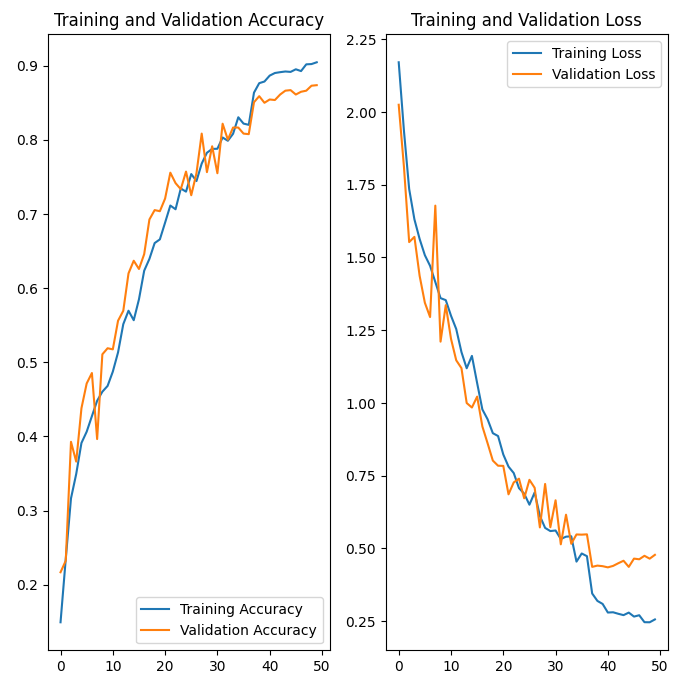 Training and Validation Accuracy
0.9
0.8
0.7
0.6
0.5
0.4
0.3
0.2
Training Accuracy
Validation Accuracy
0 10 20 30 40 50
Training and Validation Loss
2.25
2.00
1.75
1.50
1.25
1.00
0.75
0.50
0.25
Training Loss
Validation Loss
0 10 20 30 40 50